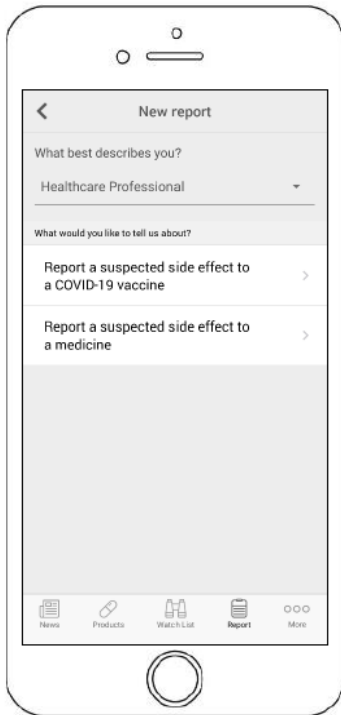 New report
What best describes you?
Healthcare Professional
What would you like to tell us about?
Report a suspected side effect to
a COVID-19 vaccine
Report a suspected side effect to
a medicine
News Products Watch List Report More